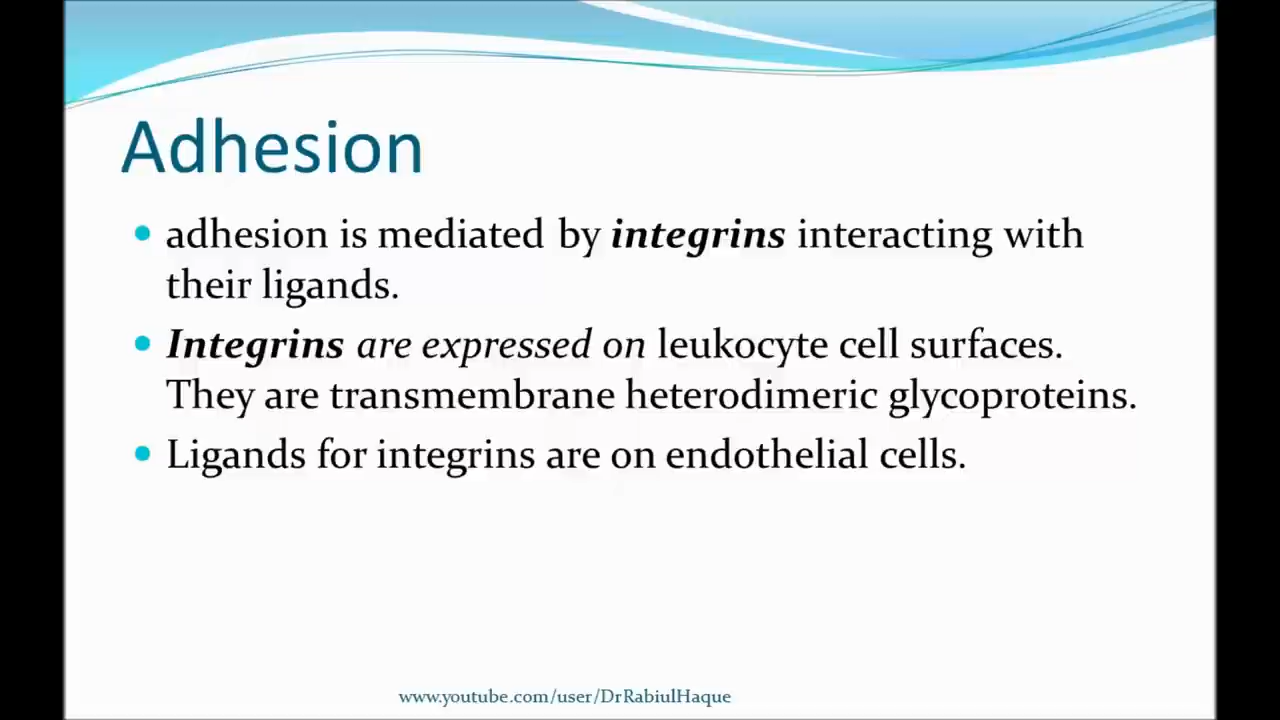 Adhesion
adhesion is mediated by integrins interacting with
their ligands.
Integrins are expressed on leukocyte cell surfaces.
They are transmembrane heterodimeric glycoproteins.
Ligands for integrins are on endothelial cells.
www.youtube.com/user/DrRabiulHaque